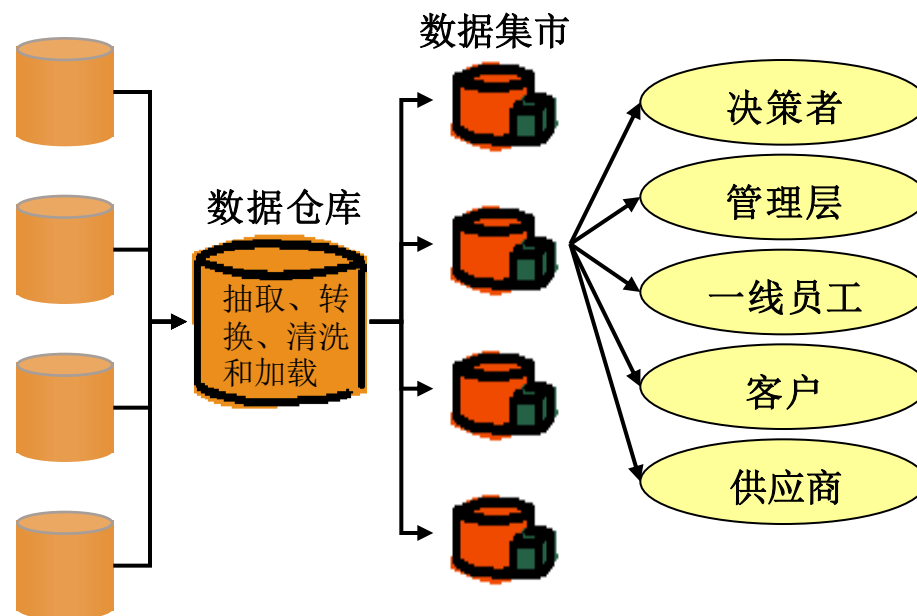 数据集市
决策者
管理层
数据仓库
抽取、转
换、清洗
和加载
一线员工
客户
供应商